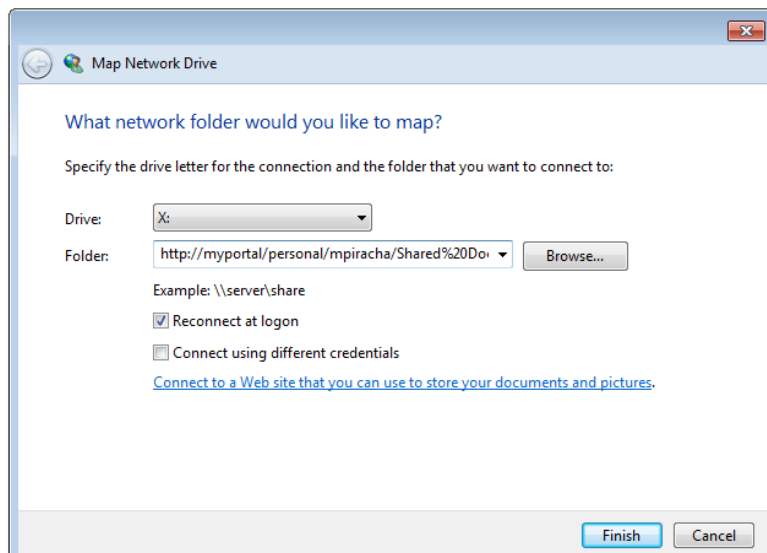 Map Network Drive
What network folder would you like to map?
Specify the drive letter for the connection and the folder that you want to connect to:
Drive: X:
Folder: http://myportal/personal/mpiracha/Shared%20Do Browse...
Example: \\server\share
Reconnect at logon
Connect using different credentials
Connect to a Web site that you can use to store your documents and pictures.
Finish Cancel